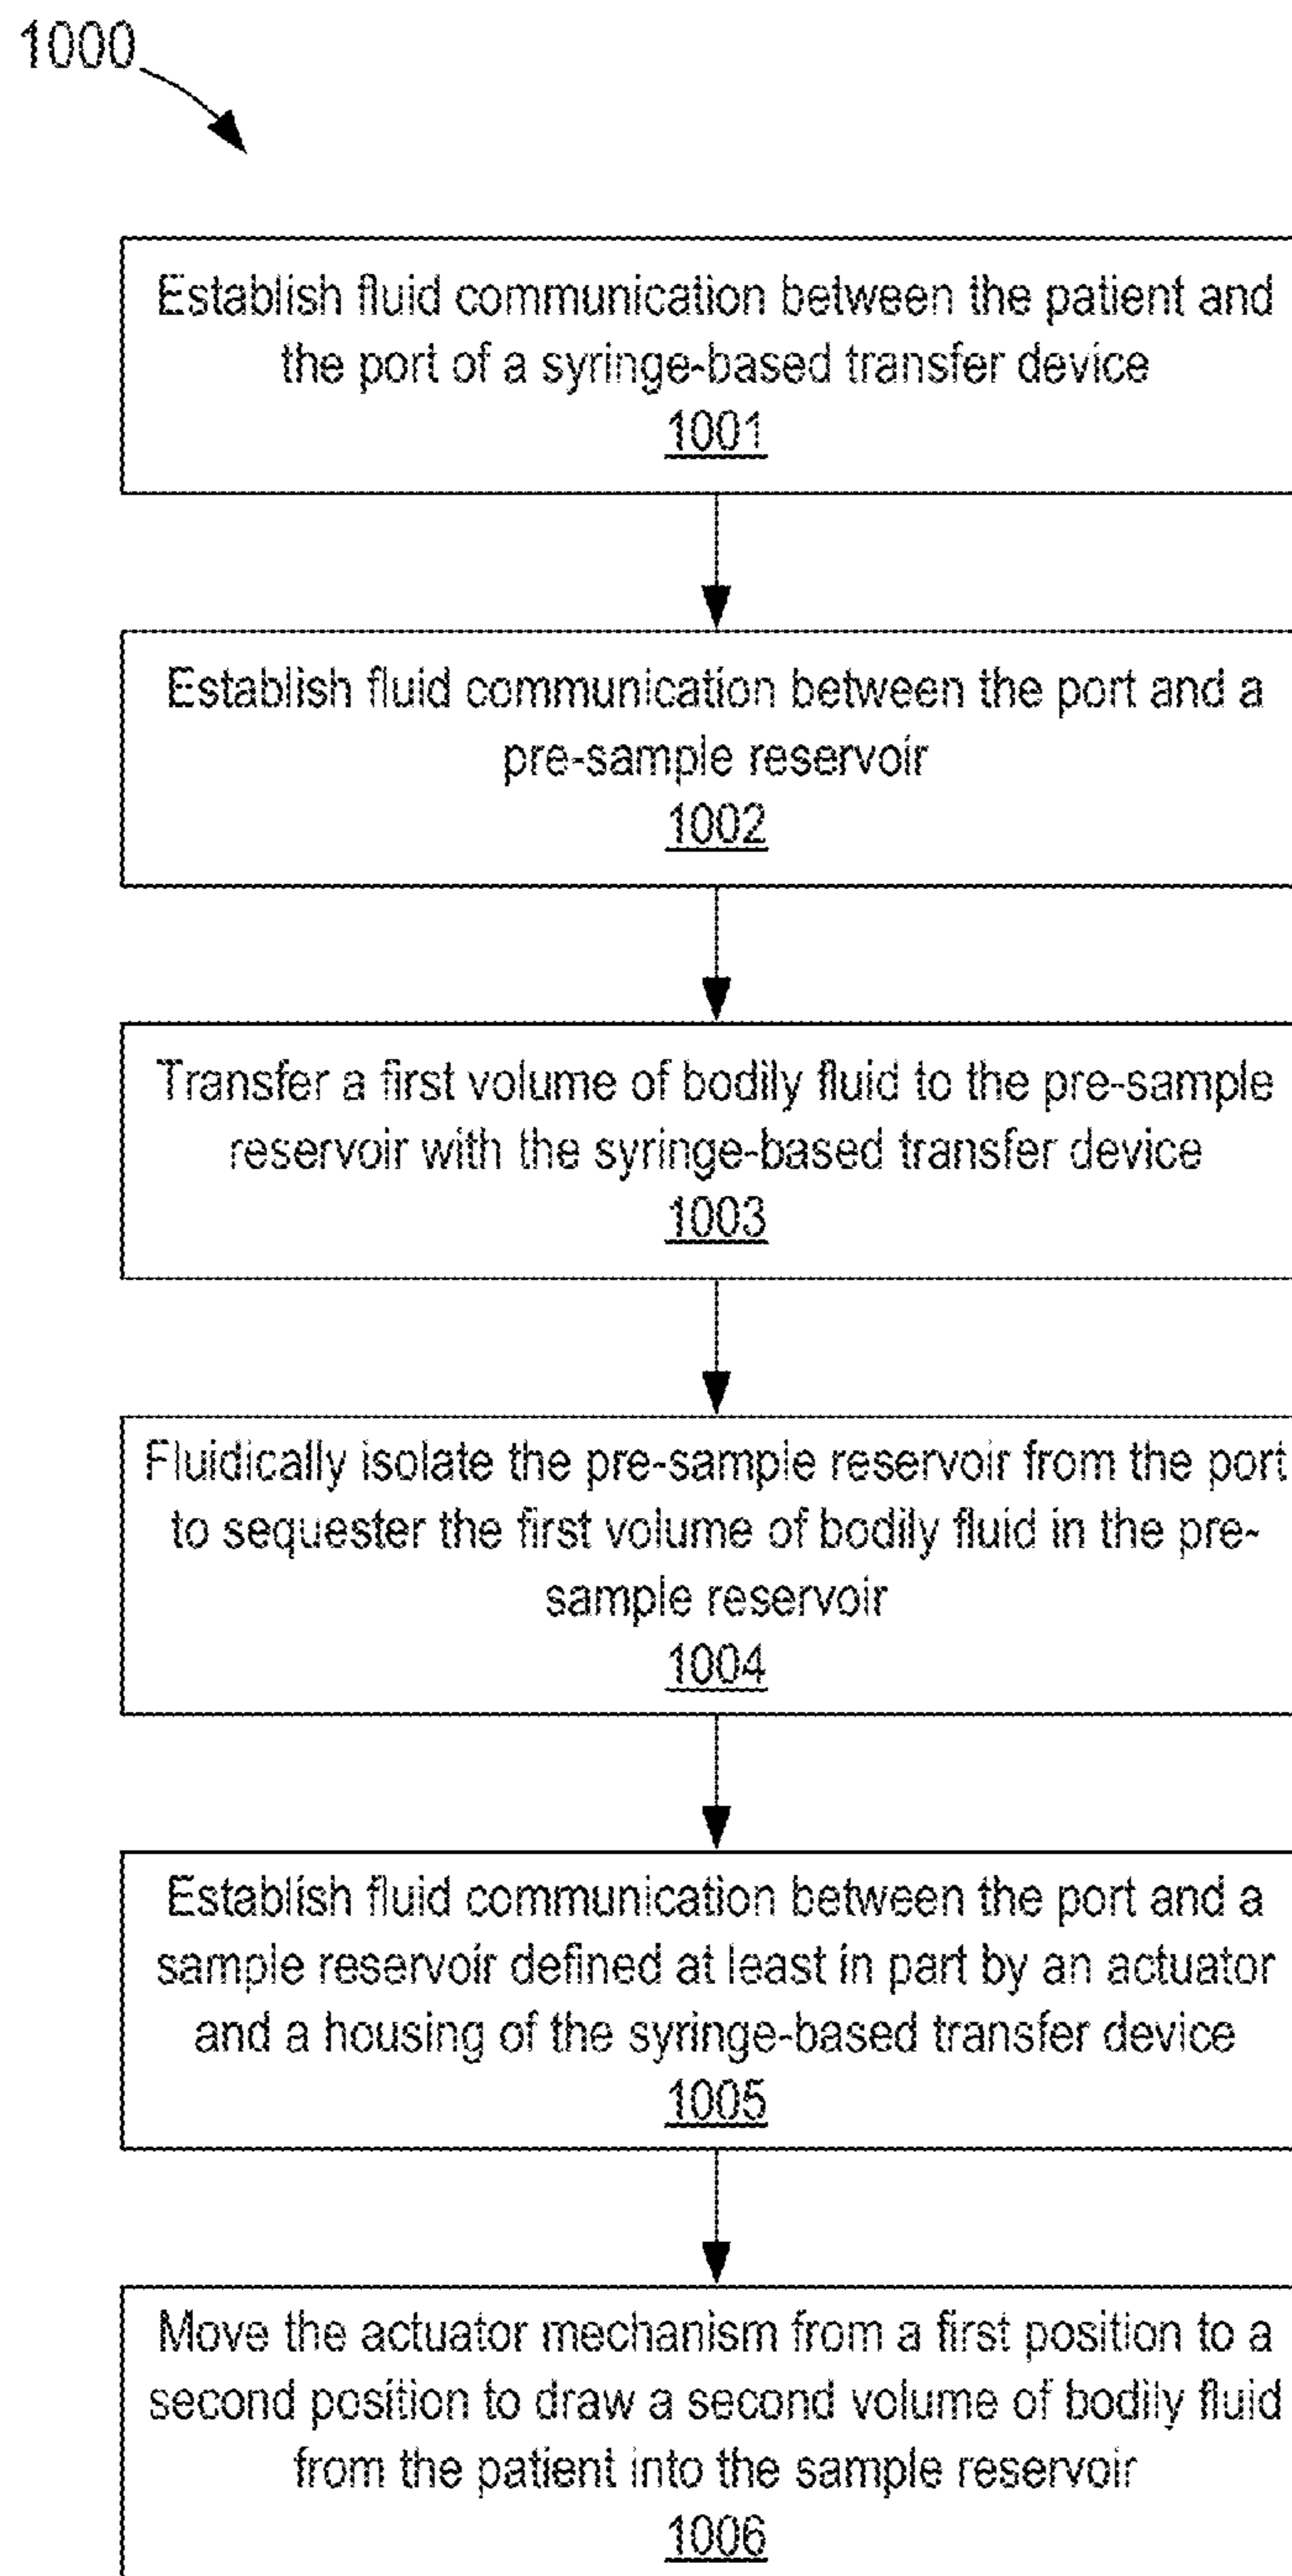 1000
Establish fluid communication between the patient and
the port of a syringe-based transfer device
1001
Establish fluid communication between the port and a
pre-sample reservoir
1002
Transfer a first volume of bodily fluid to the pre-sample
reservoir with the syringe-based transfer device
1003
Fluidically isolate the pre-sample reservoir from the port
to sequester the first volume of bodily fluid in the pre-
sample reservoir
1004
Establish fluid communication between the port and a
sample reservoir defined at least in part by an actuator
and a housing of the syringe-based transfer device
1005
Move the actuator mechanism from a first position to a
second position to draw a second volume of bodily fluid
from the patient into the sample reservoir
1006